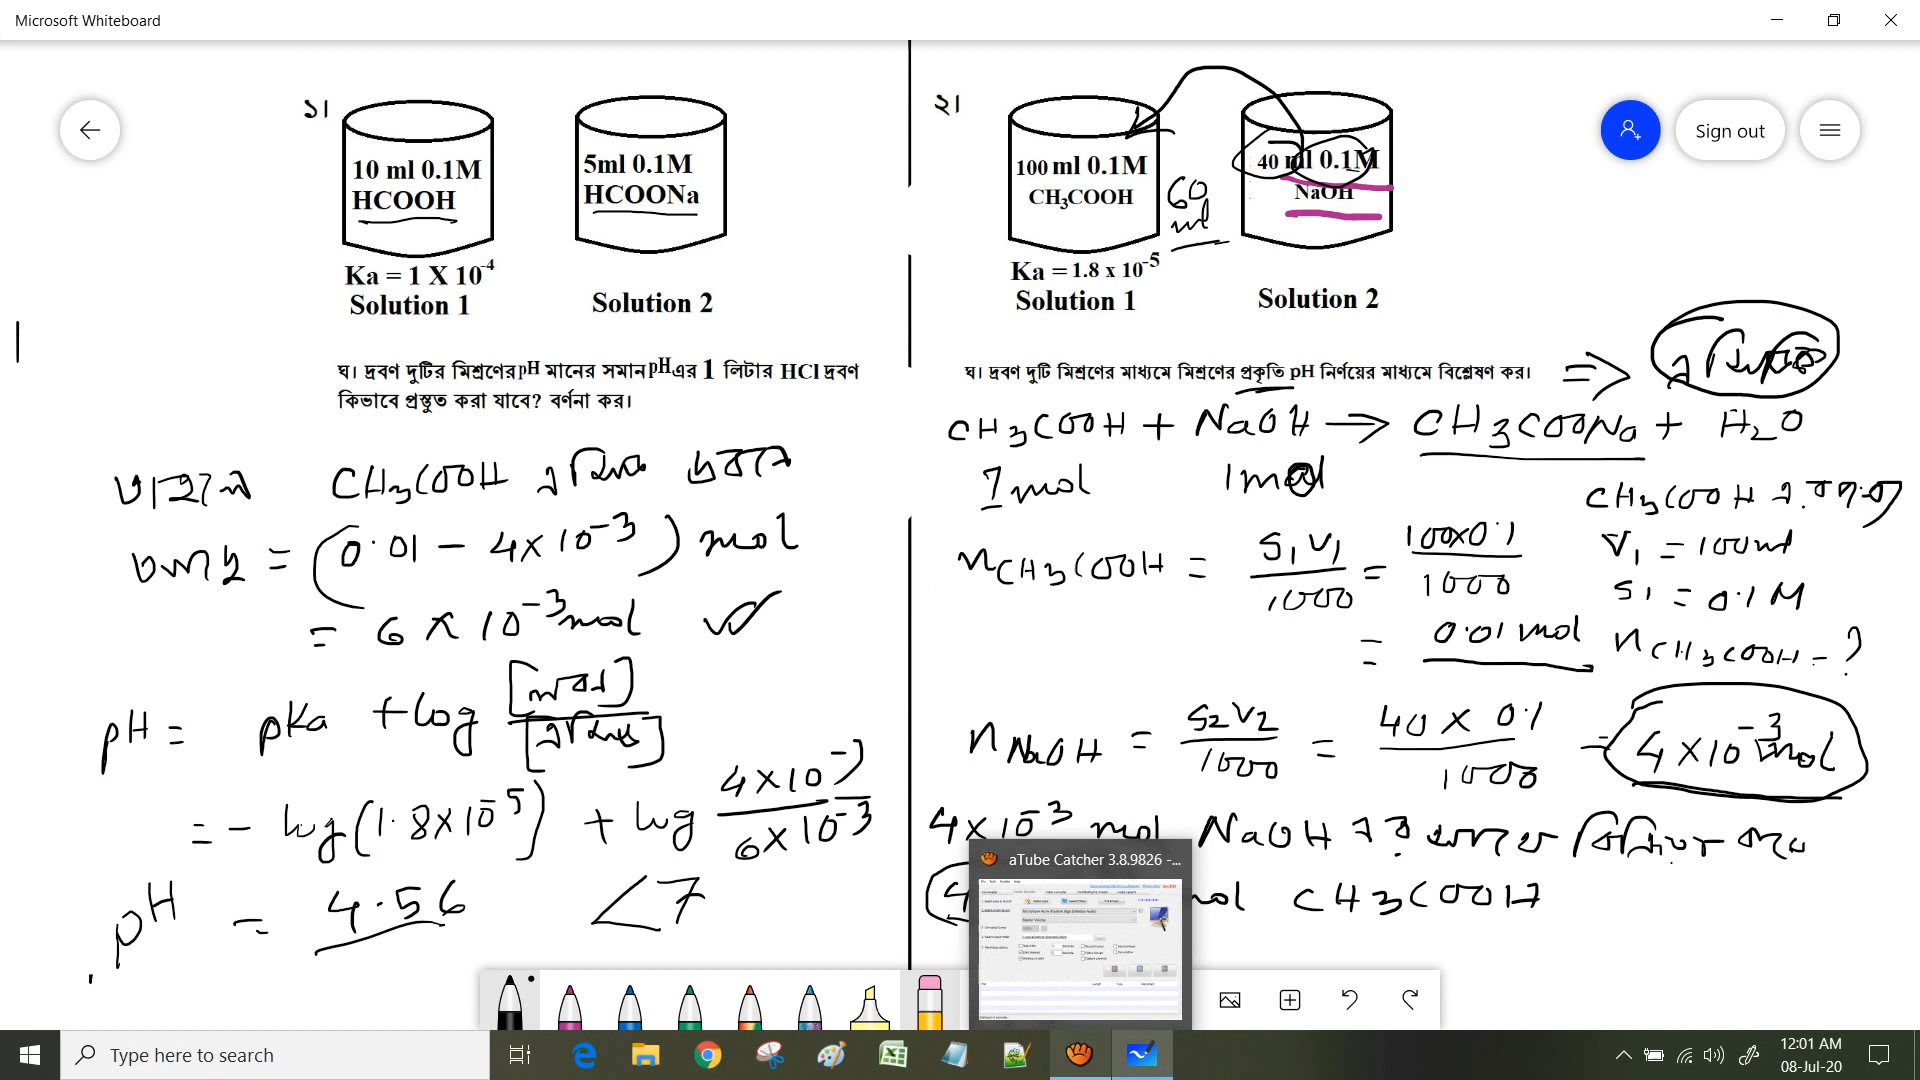 Microsoft Whiteboard
Sign out
১।
10 ml 0.1M
HCOOH
Ka = 1 X 10-4
Solution 1
5ml 0.1M
HCOONa
Solution 2
ঘ। দ্রবণ দুটির মিশ্রণের pH মানের সমান pH এর 1 লিটার HCl দ্রবণ
কিভাবে প্রস্তুত করা যাবে? বর্ণনা কর।
CH3COOH
= (0.01 - 4×10-3) mol
= 6 × 10-3 mol
pH = pKa + log
= - log(1.8×10-5) + log 4×10-3 / 6×10-3
pH = 4.56 <7
২।
100 ml 0.1M
CH3COOH
Ka = 1.8 x 10-5
Solution 1
60 ml
40 ml 0.1M
NaOH
Solution 2
ঘ। দ্রবণ দুটি মিশ্রণের মাধ্যমে মিশ্রণের প্রকৃতি pH নির্ণয়ের মাধ্যমে বিশ্লেষণ কর। ⇒
CH3COOH + NaOH → CH3COONa + H2O
1 mol 1 mol
CH3COOH
nCH3COOH = S1V1/1000 = 100×0.1/1000
= 0.01 mol
V1 = 100ml
S1 = 0.1 M
nCH3COOH = ?
nNaOH = S2V2/1000 = 40 × 0.1/1000 = 4×10-3 mol
4×10-3 mol NaOH
4 mol CH3COOH
aTube Catcher 3.8.9826 -...
Type here to search
12:01 AM
08-Jul-20